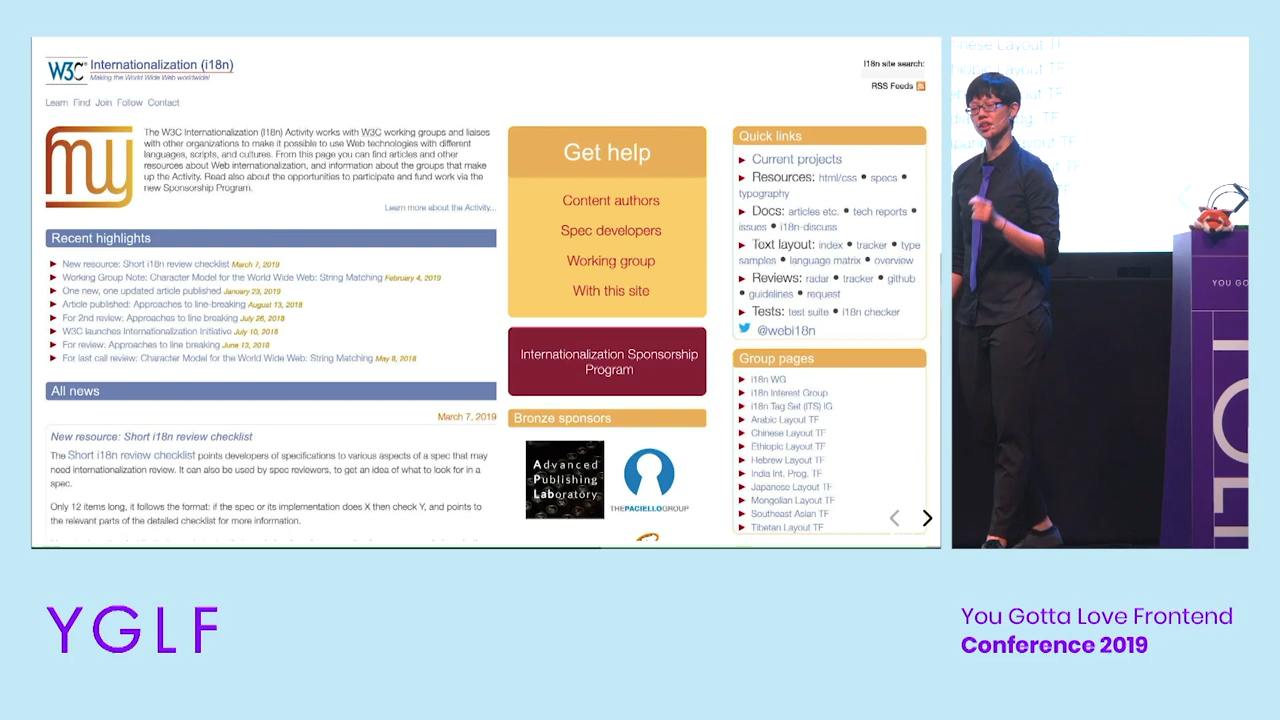 W3C®
Internationalization (i18n)
Making the World Wide Web worldwide!
I18n site search:
RSS Feeds
Learn Find Join Follow Contact
The W3C Internationalization (I18n) Activity works with W3C working groups and liaises
with other organizations to make it possible to use Web technologies with different
languages, scripts, and cultures. From this page you can find articles and other
resources about Web internationalization, and information about the groups that make
up the Activity. Read also about the opportunities to participate and fund work via the
new Sponsorship Program.
Learn more about the Activity...
Recent highlights
New resource: Short i18n review checklist March 7, 2019
Working Group Note: Character Model for the World Wide Web: String Matching February 4, 2019
One new, one updated article published January 23, 2019
Article published: Approaches to line-breaking August 13, 2018
For 2nd review: Approaches to line breaking July 26, 2018
W3C launches Internationalization Initiative July 10, 2018
For review: Approaches to line breaking June 13, 2018
For last call review: Character Model for the World Wide Web: String Matching May 8, 2018
All news
March 7, 2019
New resource: Short i18n review checklist
The Short i18n review checklist points developers of specifications to various aspects of a spec that may
need internationalization review. It can also be used by spec reviewers, to get an idea of what to look for in a
spec.
Only 12 items long, it follows the format: if the spec or its implementation does X then check Y, and points to
the relevant parts of the detailed checklist for more information.
Get help
Content authors
Spec developers
Working group
With this site
Internationalization Sponsorship
Program
Bronze sponsors
Advanced
Publishing
Laboratory
THEPACIELLOGROUP
Quick links
Current projects
Resources: html/css • specs •
typography
Docs: articles etc. • tech reports •
issues • i18n-discuss
Text layout: index • tracker • type
samples • language matrix • overview
Reviews: radar • tracker • github
• guidelines • request
Tests: test suite • i18n checker
@webi18n
Group pages
i18n WG
i18n Interest Group
i18n Tag Set (ITS) IG
Arabic Layout TF
Chinese Layout TF
Ethiopic Layout TF
Hebrew Layout TF
India Int. Prog. TF
Japanese Layout TF
Mongolian Layout TF
Southeast Asian TF
Tibetan Layout TF
Layout TF
Layout TF
YOU GO
YGLF
You Gotta Love Frontend
Conference 2019